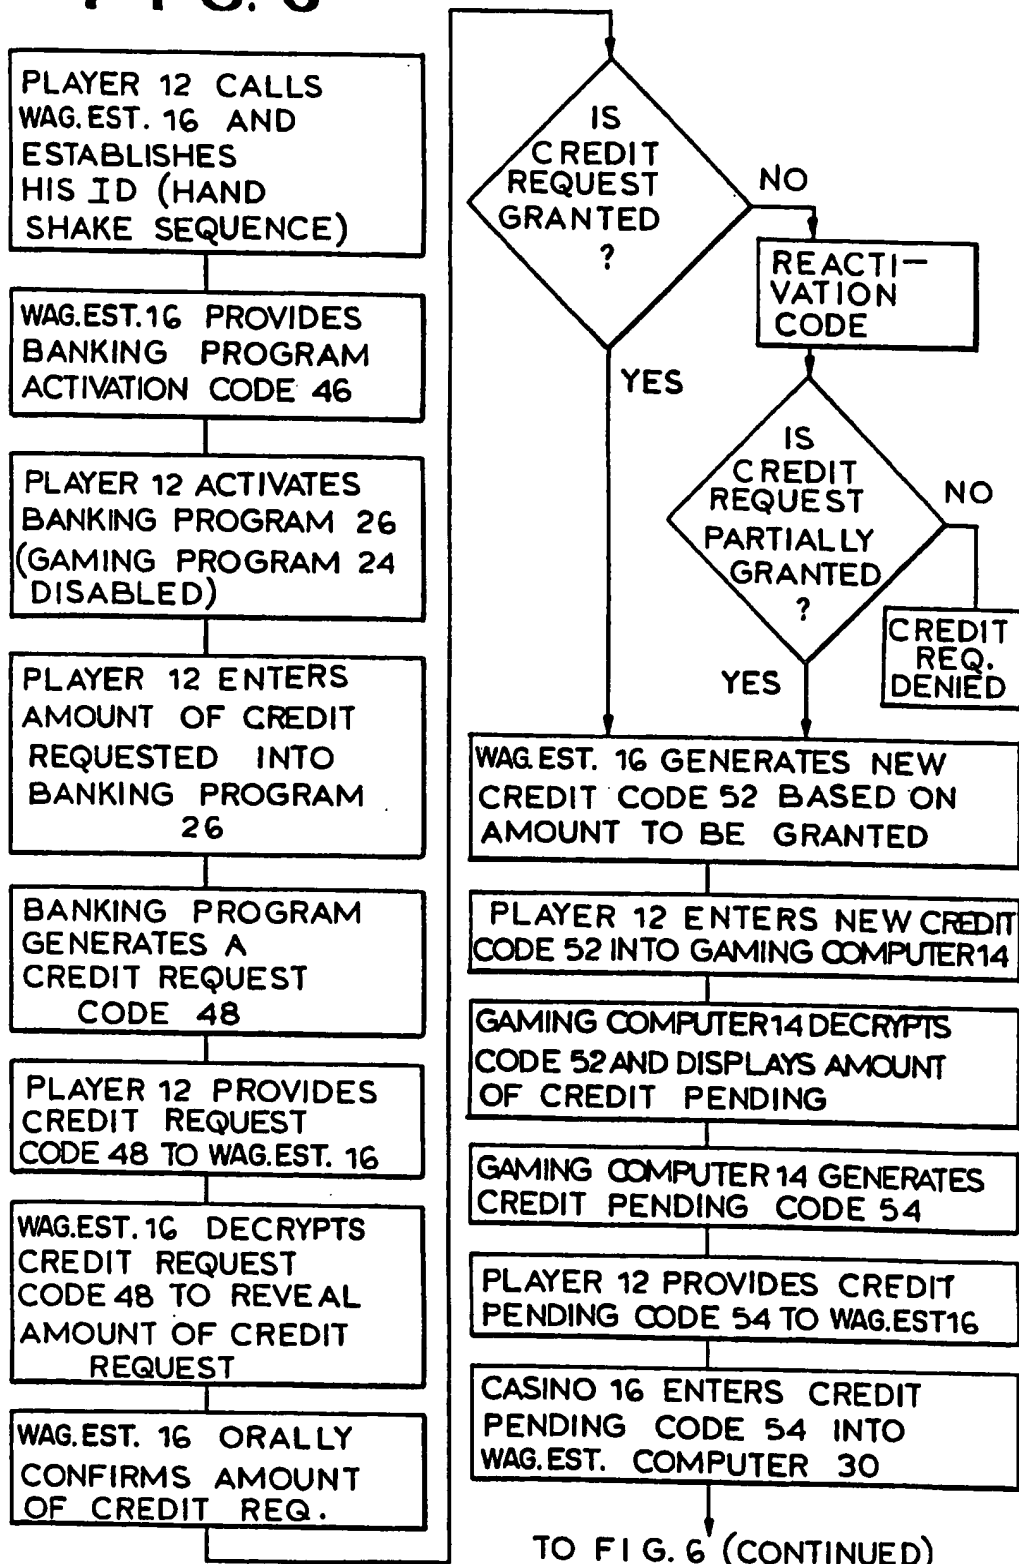 FIG. 6
PLAYER 12 CALLS
WAG.EST. 16 AND
ESTABLISHES
HIS ID (HAND
SHAKE SEQUENCE)
WAG.EST.16 PROVIDES
BANKING PROGRAM
ACTIVATION CODE 46
PLAYER 12 ACTIVATES
BANKING PROGRAM 26
(GAMING PROGRAM 24
DISABLED)
PLAYER 12 ENTERS
AMOUNT OF CREDIT
REQUESTED INTO
BANKING PROGRAM
26
BANKING PROGRAM
GENERATES A
CREDIT REQUEST
CODE 48
PLAYER 12 PROVIDES
CREDIT REQUEST
CODE 48 TO WAG.EST. 16
WAG.EST. 16 DECRYPTS
CREDIT REQUEST
CODE 48 TO REVEAL
AMOUNT OF CREDIT
REQUEST
WAG.EST. 16 ORALLY
CONFIRMS AMOUNT
OF CREDIT REQ.
IS
CREDIT
REQUEST
GRANTED
?
NO
YES
REACTI-
VATION
CODE
IS
CREDIT
REQUEST
PARTIALLY
GRANTED
?
NO
YES
CREDIT
REQ.
DENIED
WAG.EST. 16 GENERATES NEW
CREDIT CODE 52 BASED ON
AMOUNT TO BE GRANTED
PLAYER 12 ENTERS NEW CREDIT
CODE 52 INTO GAMING COMPUTER 14
GAMING COMPUTER 14 DECRYPTS
CODE 52 AND DISPLAYS AMOUNT
OF CREDIT PENDING
GAMING COMPUTER 14 GENERATES
CREDIT PENDING CODE 54
PLAYER 12 PROVIDES CREDIT
PENDING CODE 54 TO WAG.EST16
CASINO 16 ENTERS CREDIT
PENDING CODE 54 INTO
WAG.EST. COMPUTER 30
TO FIG. 6 (CONTINUED)